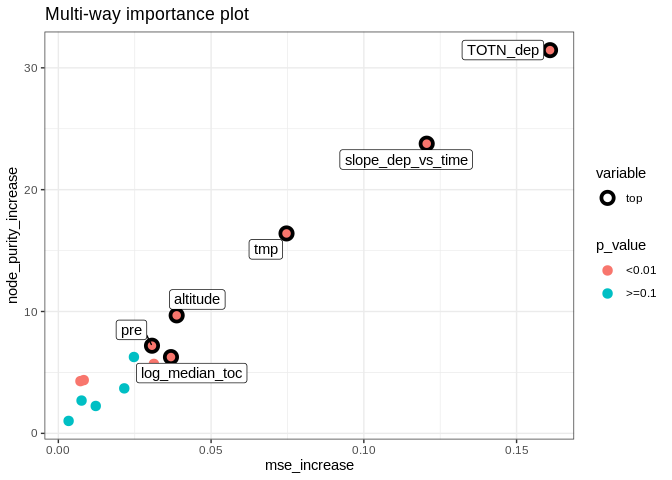 Multi-way importance plot
node_purity_increase
30
20
10
0
TOTN_dep
slope_dep_vs_time
tmp
altitude
pre
log_median_toc
0.00
0.05
0.10
0.15
mse_increase
variable
top
p_value
<0.01
>=0.1